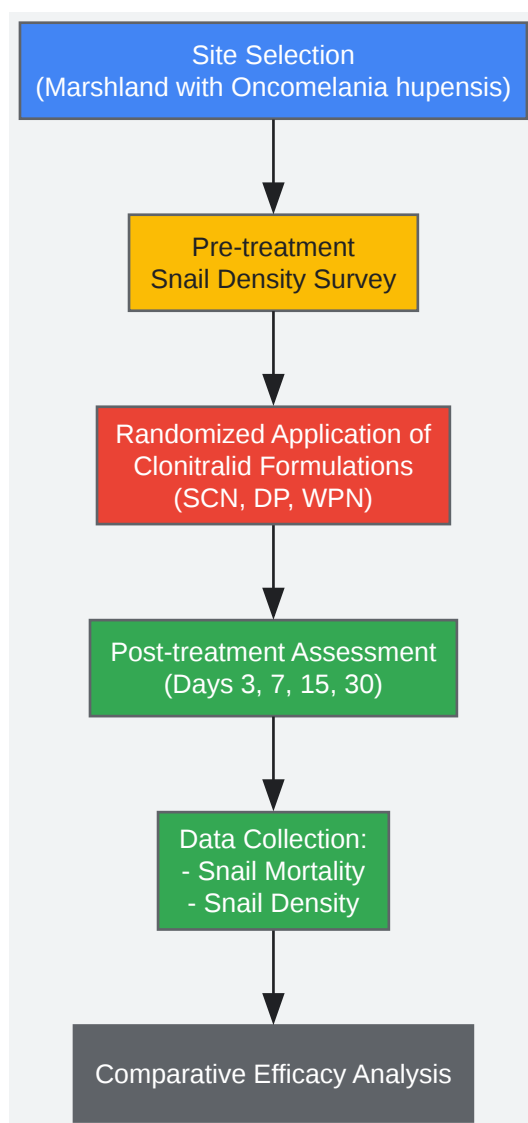 Site Selection
(Marshland with Oncomelania hupensis)
Pre-treatment
Snail Density Survey
Randomized Application of
Clonitralid Formulations
(SCN, DP, WPN)
Post-treatment Assessment
(Days 3, 7, 15, 30)
Data Collection:
- Snail Mortality
- Snail Density
Comparative Efficacy Analysis